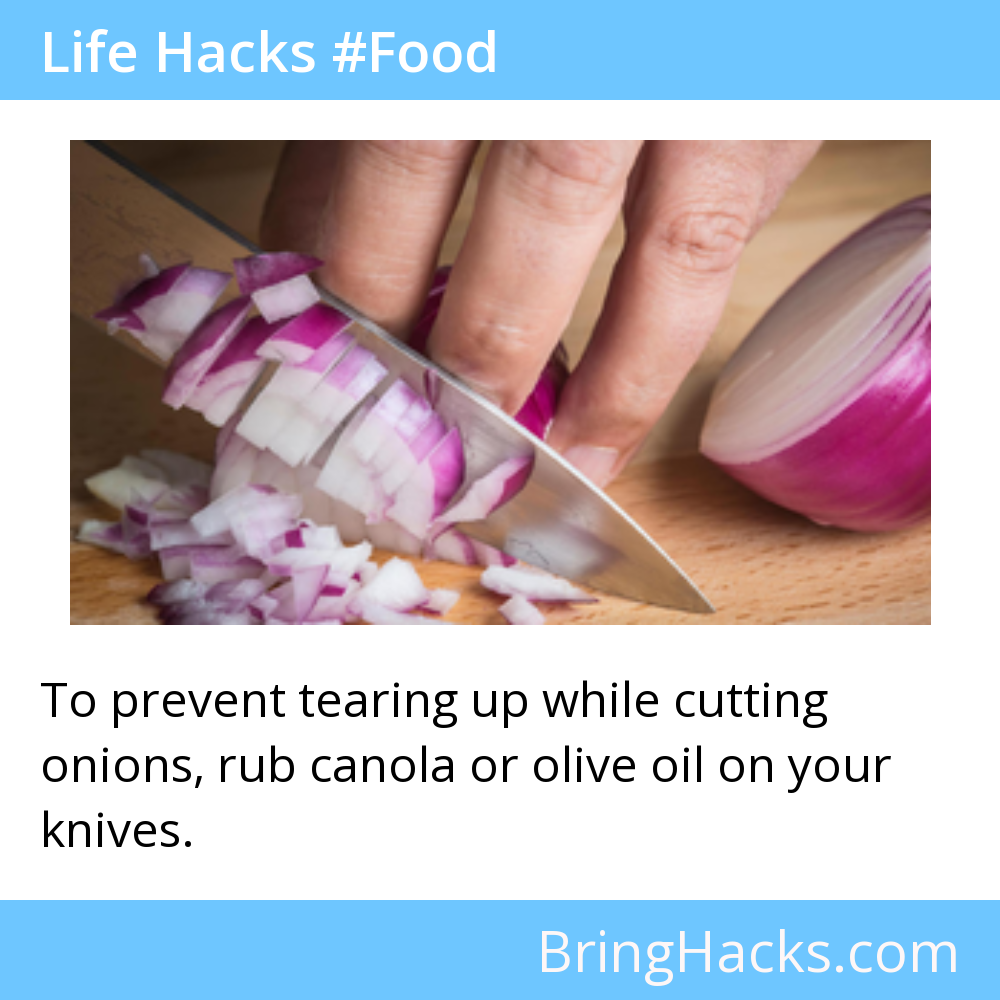 Life Hacks #Food
To prevent tearing up while cutting
onions, rub canola or olive oil on your
knives.
BringHacks.com